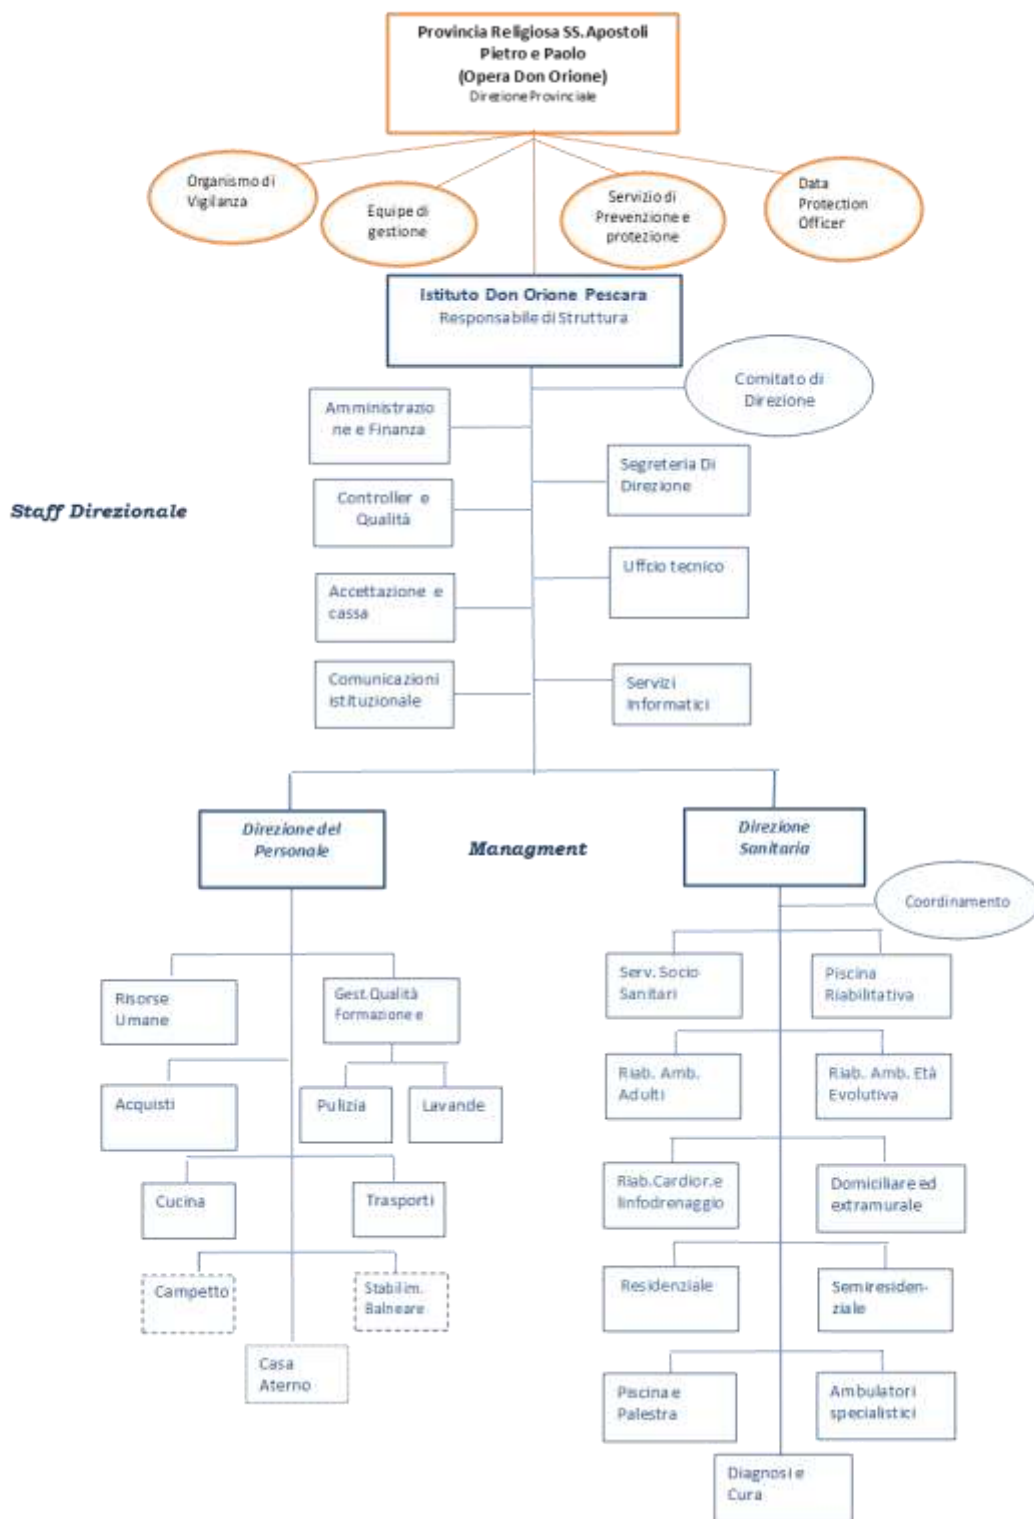 Provincia Religiosa SS. Apostoli
Pietro e Paolo
(Opera Don Orione)
Direzione Provinciale
Organismo di
Vigilanza
Equipe di
gestione
Servizio di
Prevenzione e
protezione
Data
Protection
Officer
Istituto Don Orione Pescara
Responsabile di Struttura
Comitato di
Direzione
Amministrazio
ne e Finanza
Segreteria Di
Direzione
Staff Direzionale
Controller e
Qualità
Ufficio tecnico
Accettazione e
cassa
Comunicazioni
istituzionale
Servizi
Informatici
Direzione del
Personale
Managment
Direzione
Sanitaria
Coordinamento
Risorse
Umane
Gest. Qualità
Formazione e
Serv. Socio
Sanitari
Piscina
Riabilitativa
Acquisti
Pulizia
Lavande
Riab. Amb.
Adulti
Riab. Amb. Età
Evolutiva
Cucina
Trasporti
Riab.Cardior.e
linfodrenaggio
Domiciliare ed
extramurale
Campetto
Stabilim.
Balneare
Residenziale
Semiresiden-
ziale
Casa
Aterno
Piscina e
Palestra
Ambulatori
specialistici
Diagnosi e
Cura